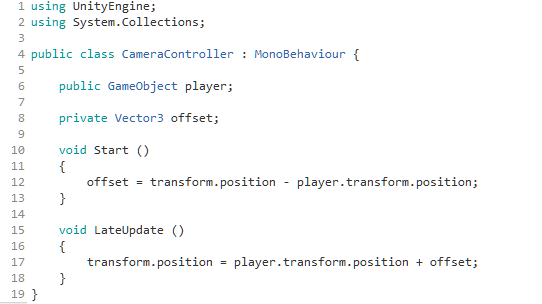 1 using UnityEngine;
2 using System.Collections;
3
4 public class CameraController : MonoBehaviour {
5
6     public GameObject player;
7
8     private Vector3 offset;
9
10     void Start ()
11     {
12         offset = transform.position - player.transform.position;
13     }
14
15     void LateUpdate ()
16     {
17         transform.position = player.transform.position + offset;
18     }
19 }